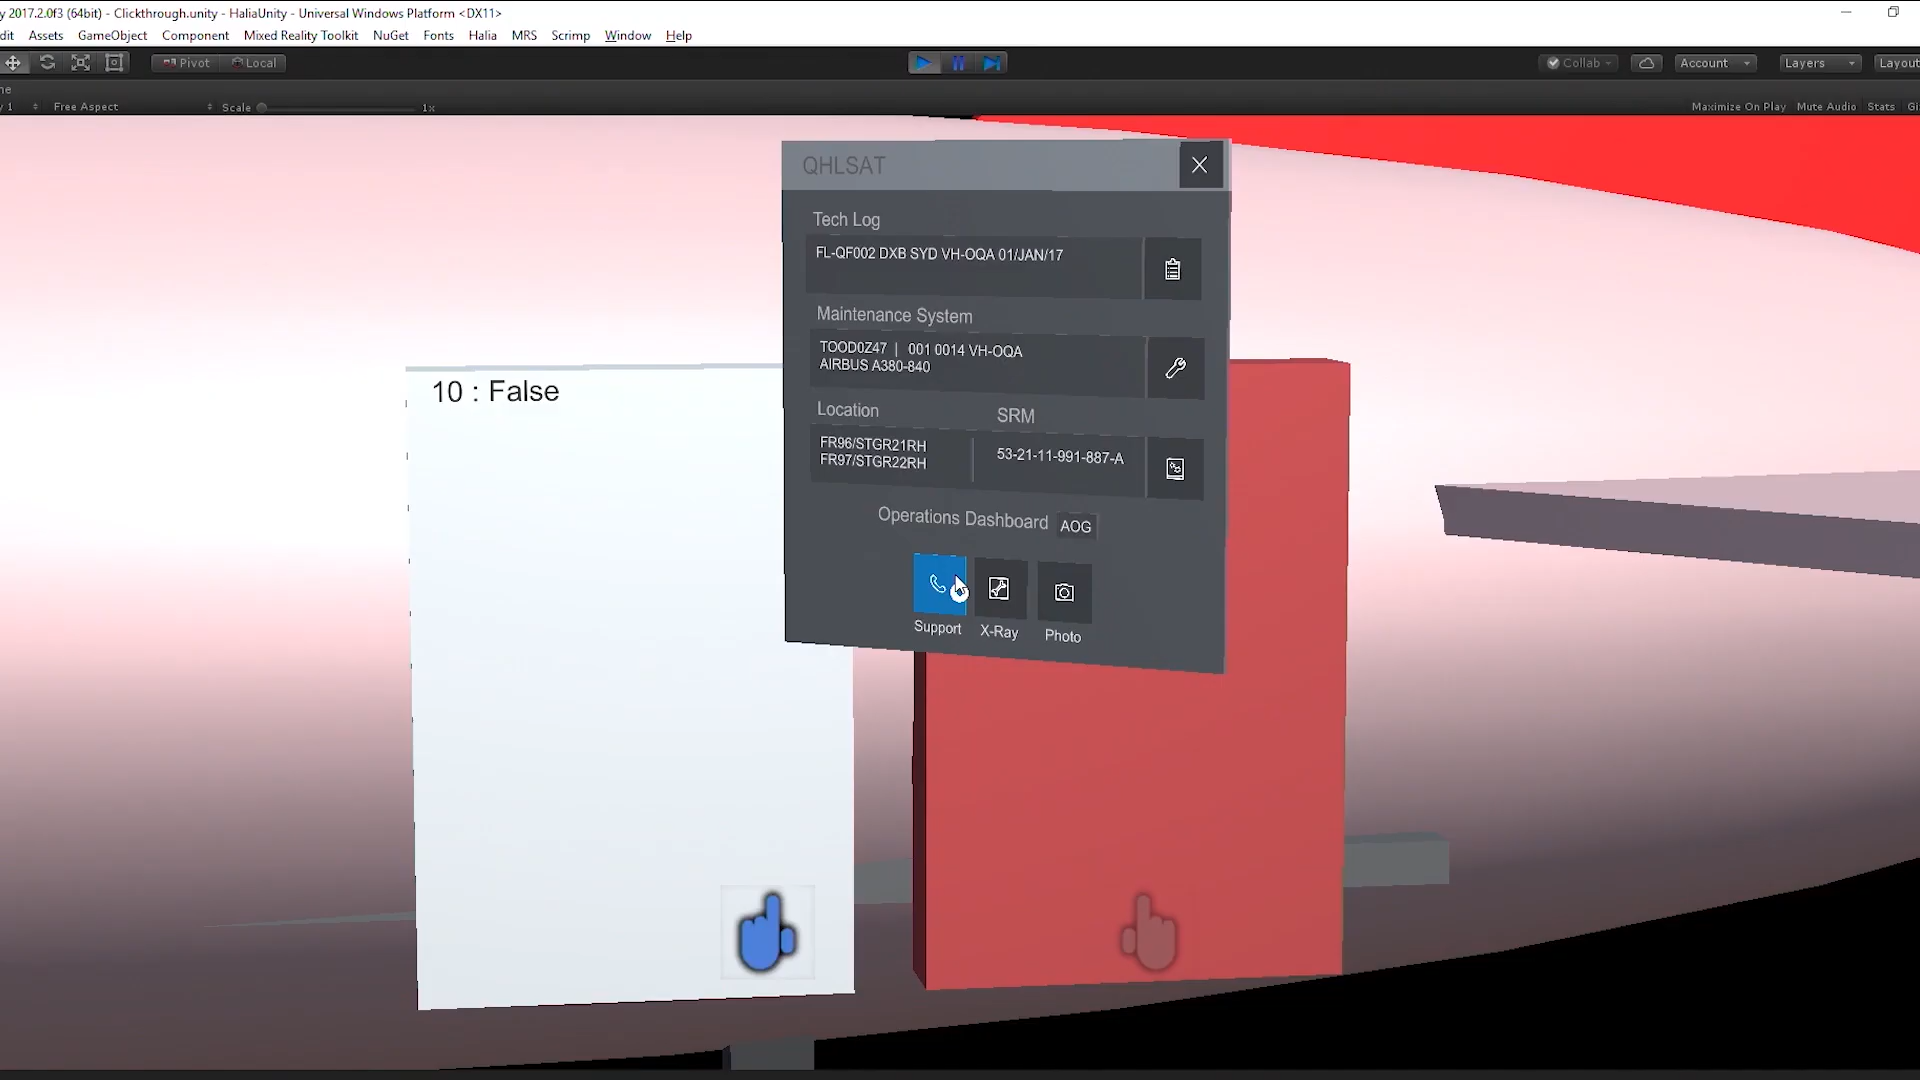 y 2017.2.0f3 (64bit) - Clickthrough.unity - HaliaUnity - Universal Windows Platform <DX11>
dit Assets GameObject Component Mixed Reality Toolkit NuGet Fonts Halia MRS Scrimp Window Help
Pivot Local Collab Account Layers Layout
ne
y 1 Free Aspect Scale 1x Maximize On Play Mute Audio Stats Gi
QHLSAT
Tech Log
FL-QF002 DXB SYD VH-OQA 01/JAN/17
Maintenance System
TOOD0Z47 | 001 0014 VH-OQA
AIRBUS A380-840
Location SRM
FR96/STGR21RH
FR97/STGR22RH
53-21-11-991-887-A
Operations Dashboard AOG
Support X-Ray Photo
10 : False